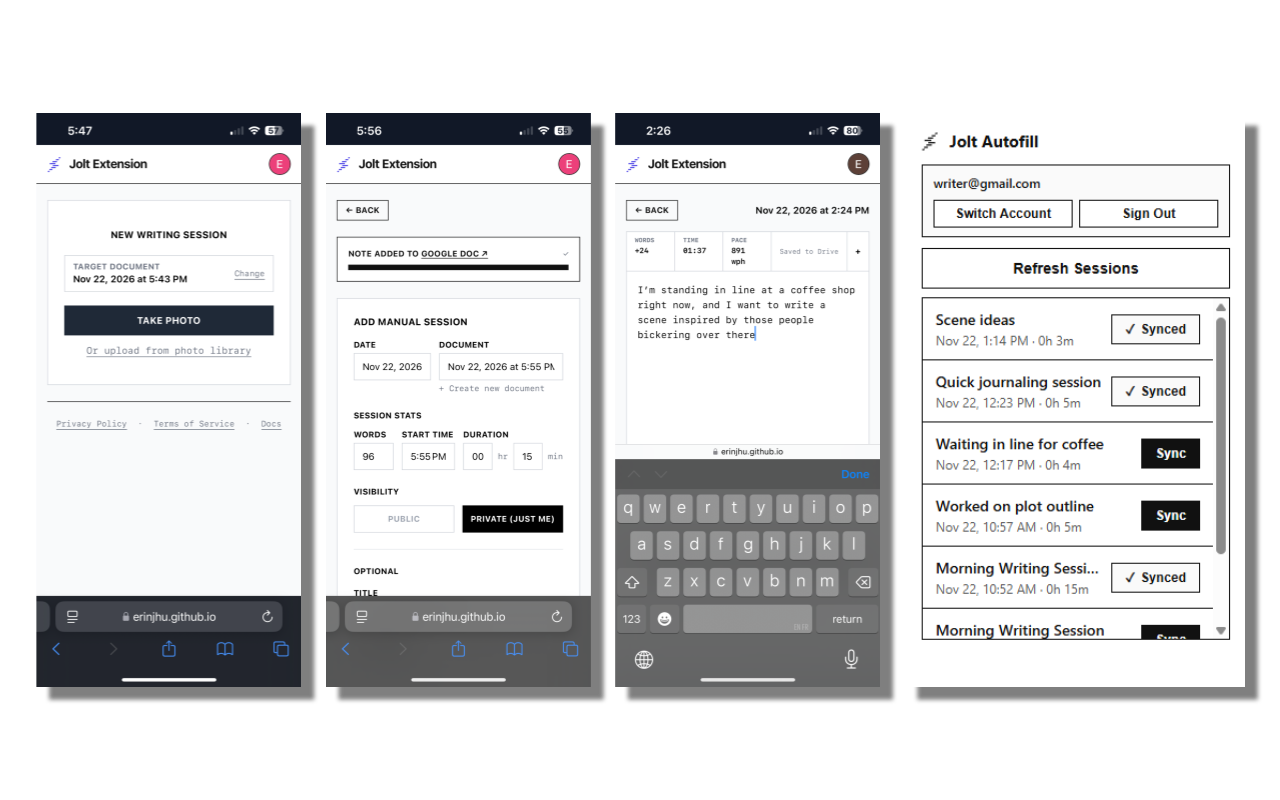 5:47
57
Jolt Extension
E
NEW WRITING SESSION
TARGET DOCUMENT
Nov 22, 2026 at 5:43 PM
Change
TAKE PHOTO
Or upload from photo library
Privacy Policy · Terms of Service · Docs
erinjhu.github.io
5:56
55
Jolt Extension
E
← BACK
NOTE ADDED TO GOOGLE DOC ↗ ✓
ADD MANUAL SESSION
DATE DOCUMENT
Nov 22, 2026 Nov 22, 2026 at 5:55 PM
+ Create new document
SESSION STATS
WORDS START TIME DURATION
96 5:55 PM 00 hr 15 min
VISIBILITY
PUBLIC PRIVATE (JUST ME)
OPTIONAL
TITLE
erinjhu.github.io
2:26
80
Jolt Extension
E
← BACK Nov 22, 2026 at 2:24 PM
WORDS TIME PACE
+24 01:37 891 wph Saved to Drive +
I'm standing in line at a coffee shop
right now, and I want to write a
scene inspired by those people
bickering over there
erinjhu.github.io
Done
q w e r t y u i o p
a s d f g h j k l
z x c v b n m
123 return
Jolt Autofill
writer@gmail.com
Switch Account Sign Out
Refresh Sessions
Scene ideas
Nov 22, 1:14 PM · 0h 3m
✓ Synced
Quick journaling session
Nov 22, 12:23 PM · 0h 5m
✓ Synced
Waiting in line for coffee
Nov 22, 12:17 PM · 0h 4m
Sync
Worked on plot outline
Nov 22, 10:57 AM · 0h 5m
Sync
Morning Writing Sessi...
Nov 22, 10:52 AM · 0h 15m
✓ Synced
Morning Writing Session
Sync